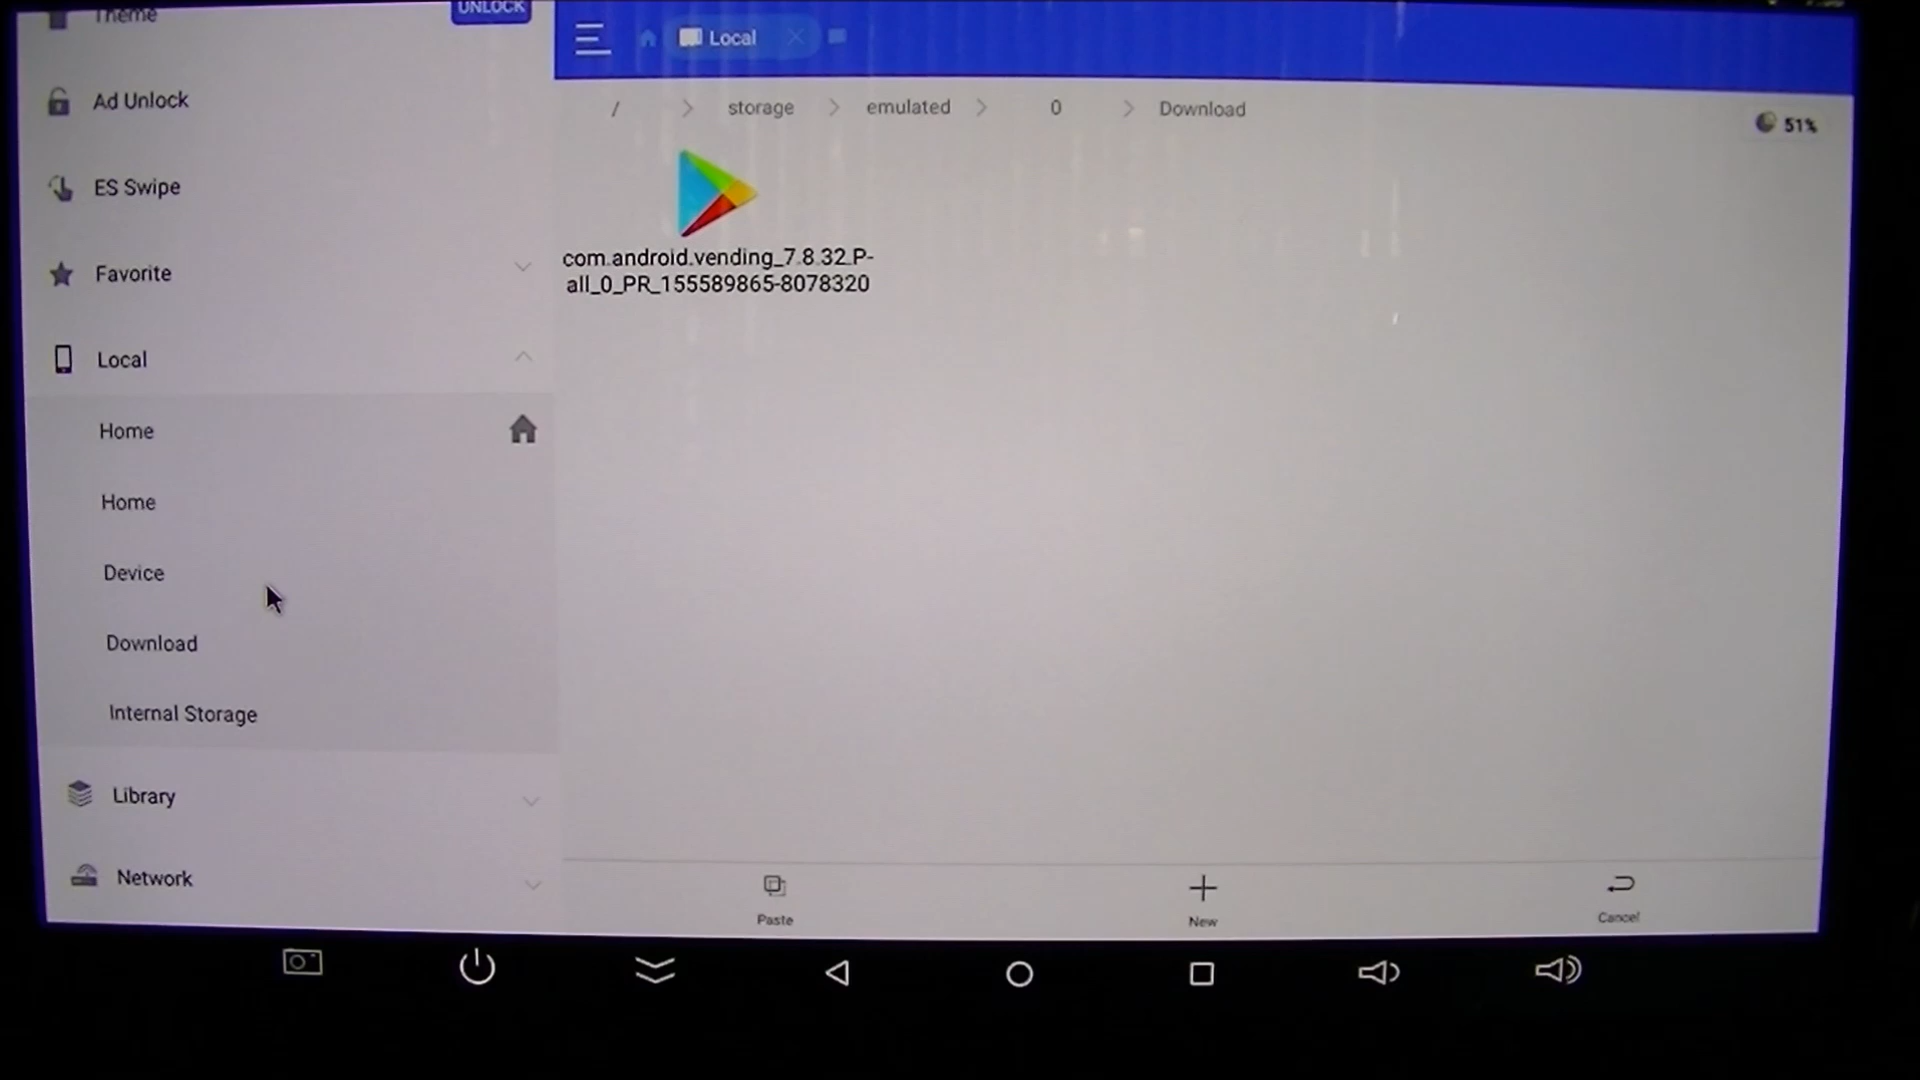 Theme
UNLOCK
Ad Unlock
ES Swipe
Favorite
Local
Home
Home
Device
Download
Internal Storage
Library
Network
Local
/ > storage > emulated > 0 > Download
51%
com.android.vending_7.8.32.P-
all_0_PR_155589865-8078320
Paste
New
Cancel